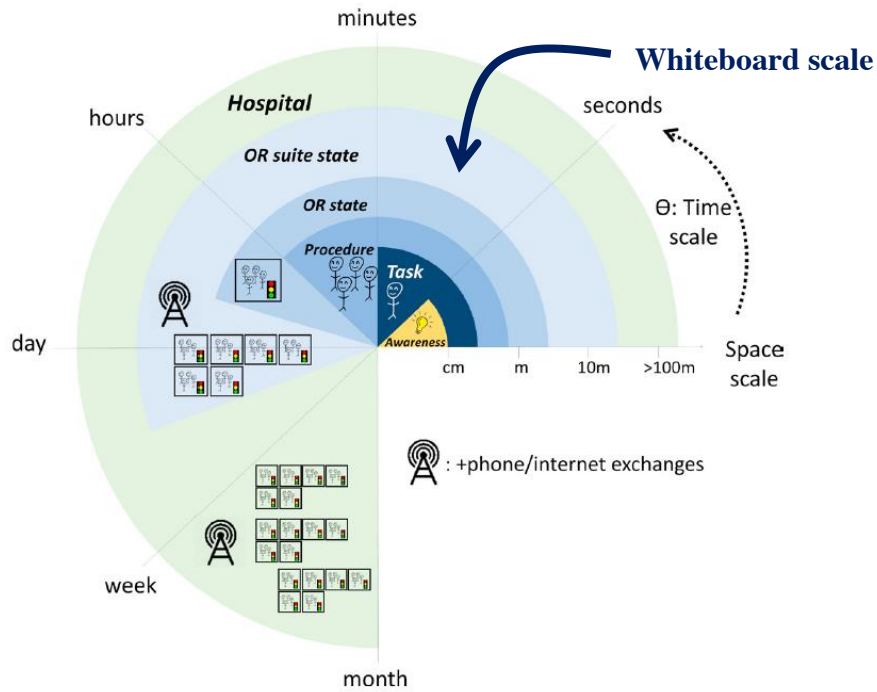 minutes
Whiteboard scale
seconds
Hospital
hours
OR suite state
OR state
Θ: Time
scale
Procedure
Task
Awareness
day
cm
m
10m
>100m
Space
scale
: +phone/internet exchanges
week
month